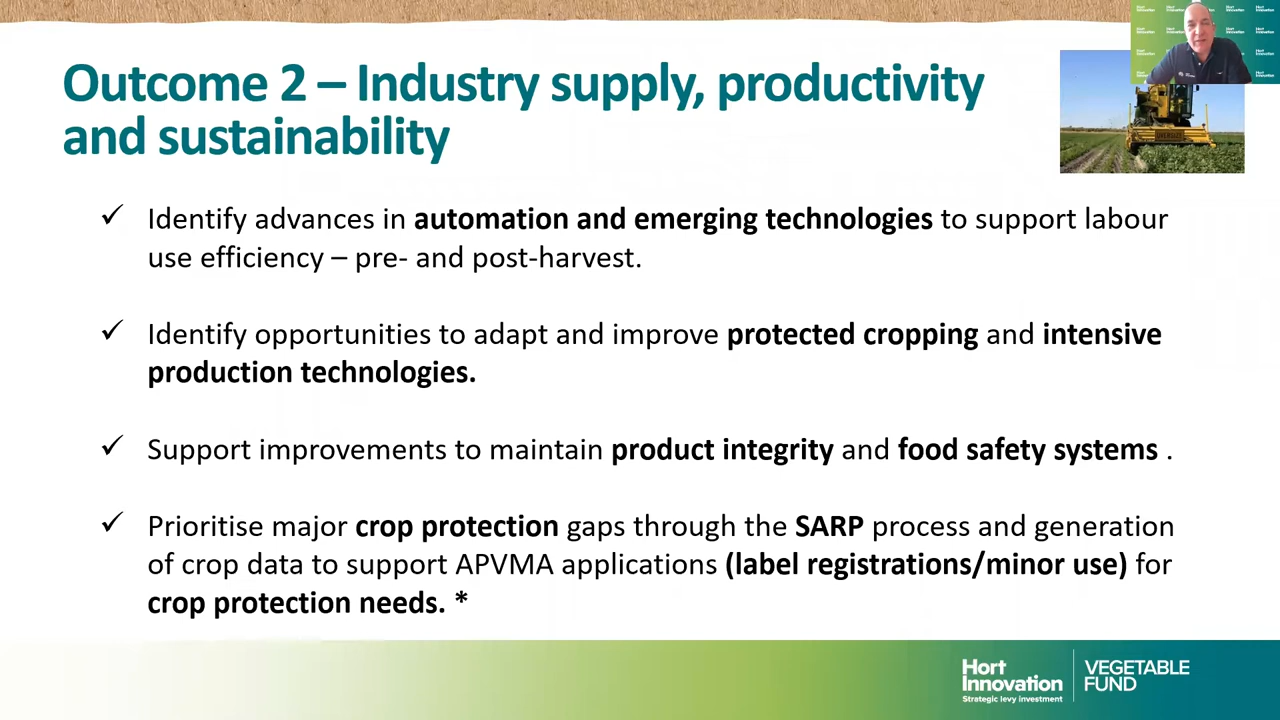 Outcome 2 – Industry supply, productivity
and sustainability
✓ Identify advances in automation and emerging technologies to support labour
use efficiency – pre- and post-harvest.
✓ Identify opportunities to adapt and improve protected cropping and intensive
production technologies.
✓ Support improvements to maintain product integrity and food safety systems .
✓ Prioritise major crop protection gaps through the SARP process and generation
of crop data to support APVMA applications (label registrations/minor use) for
crop protection needs. *
Hort
Innovation
Strategic levy investment
VEGETABLE
FUND
OVERSIZE
Hort
Innovation